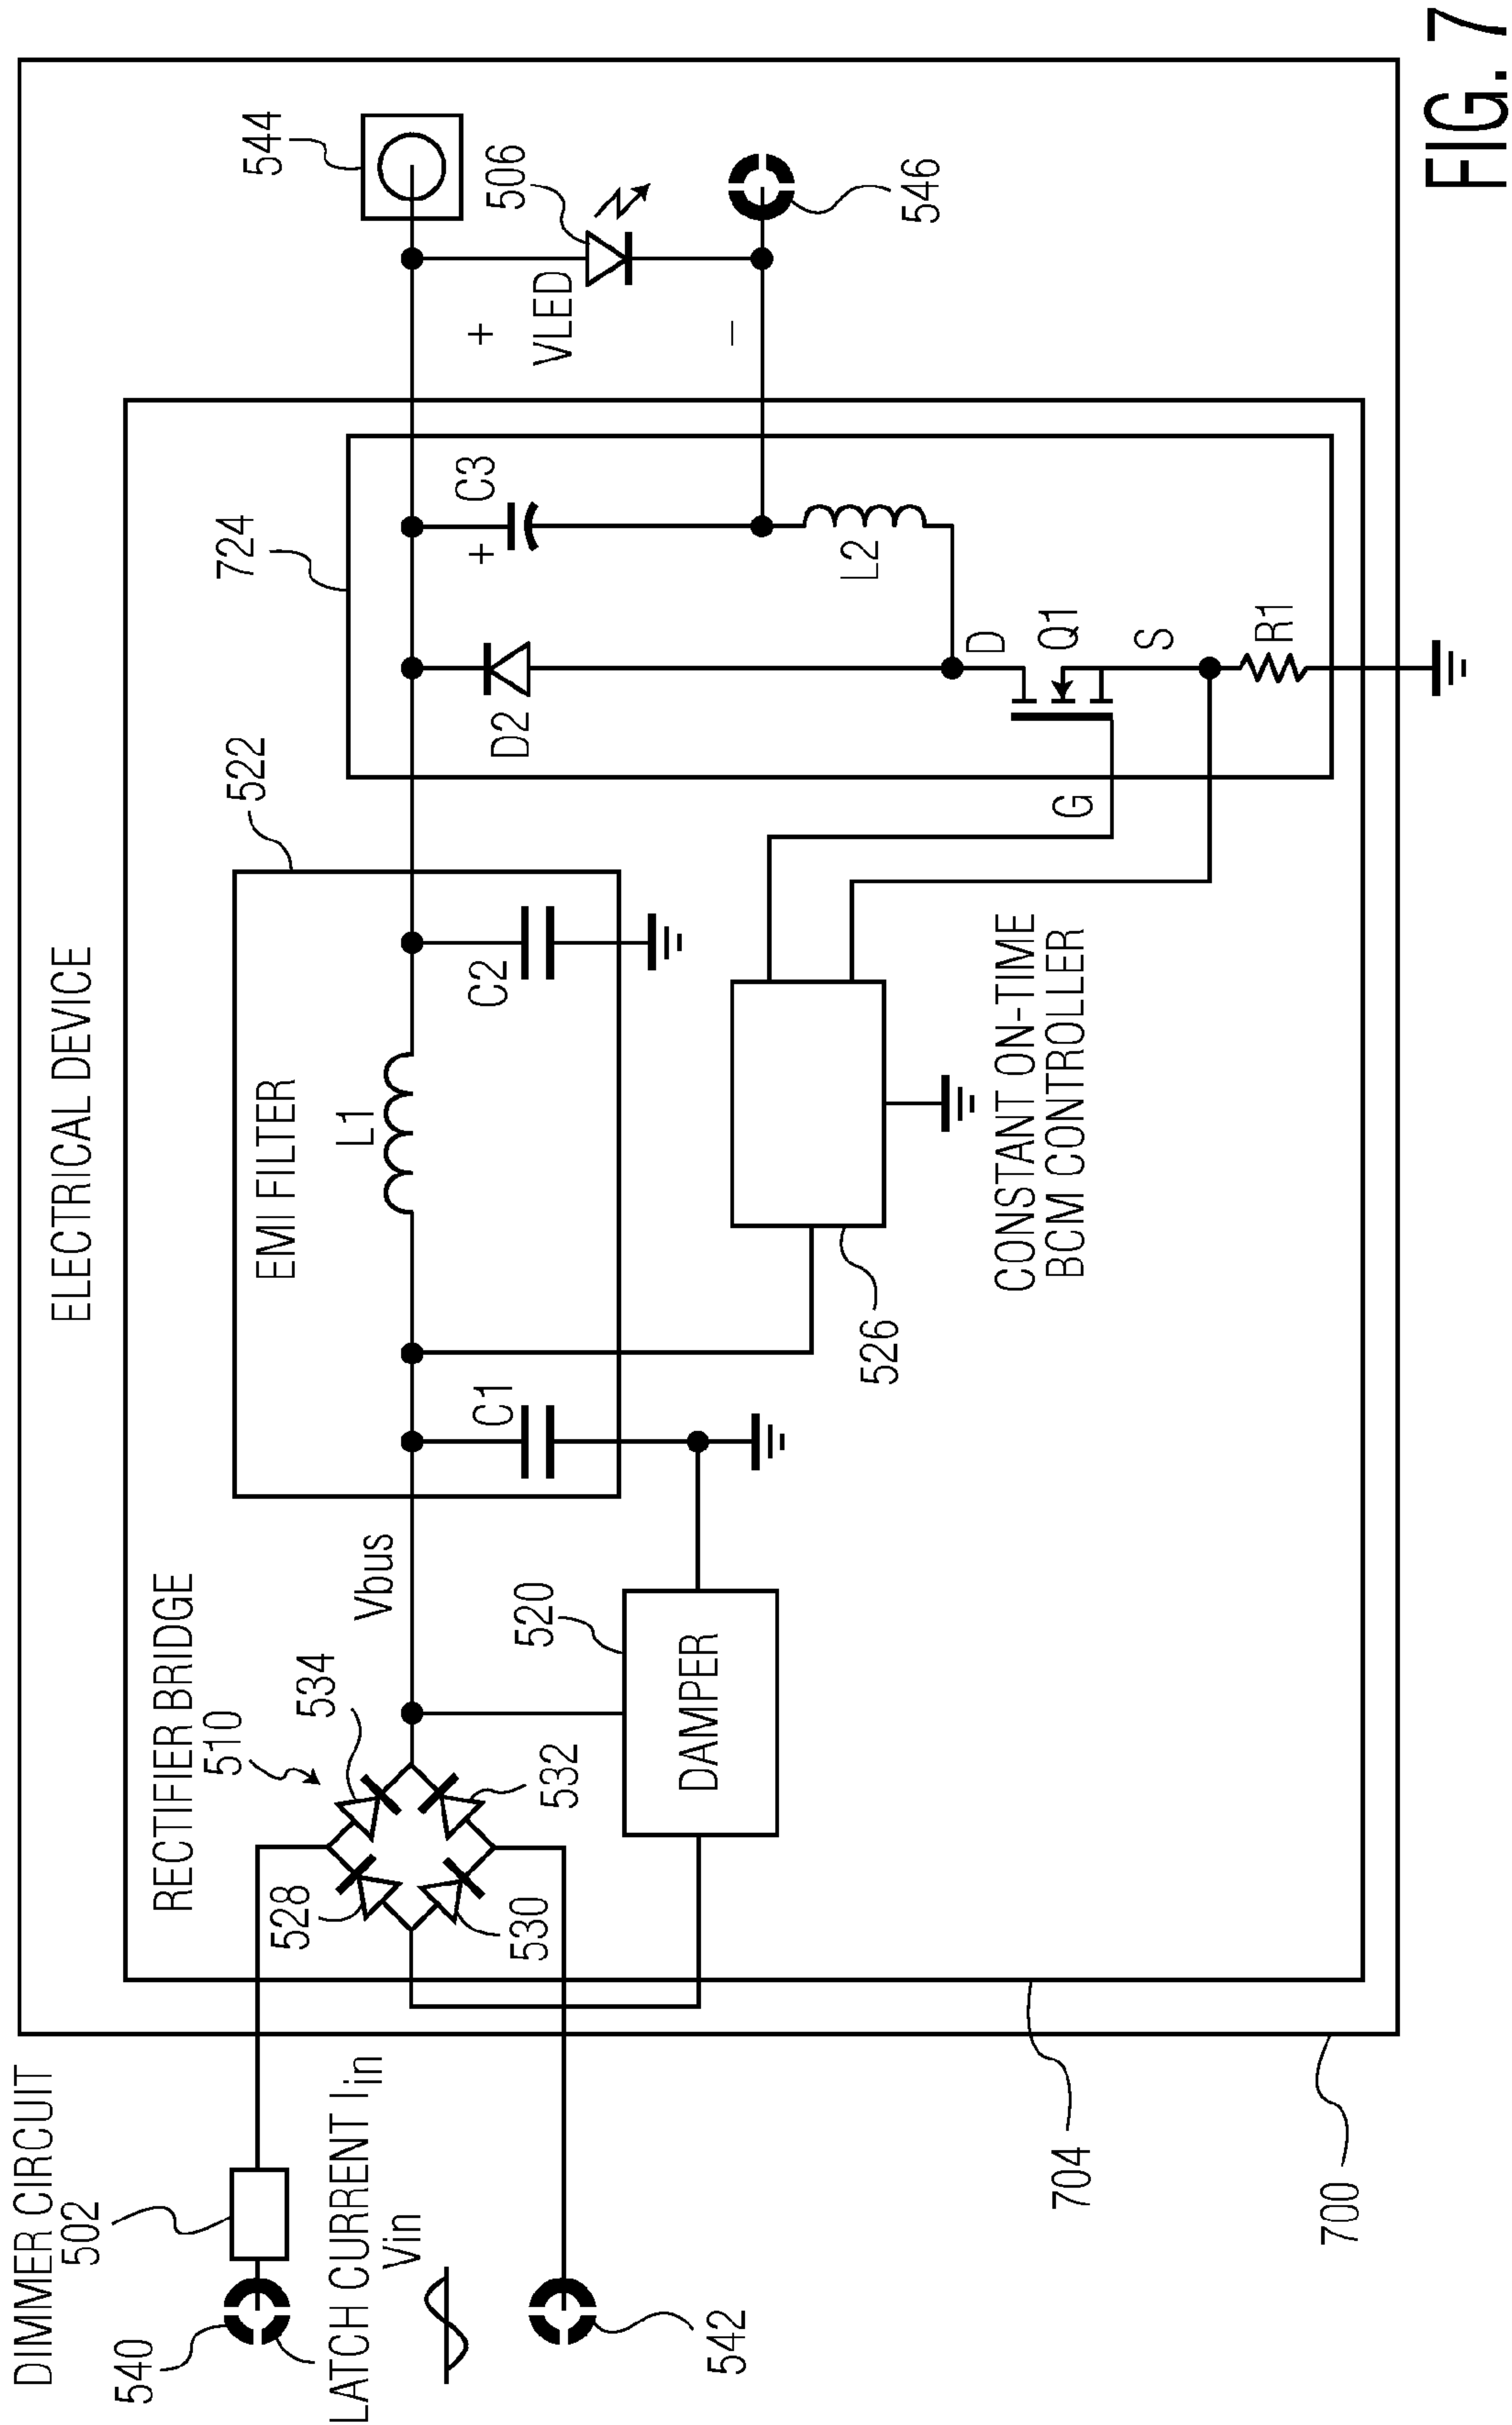 ELECTRICAL DEVICE
DIMMER CIRCUIT
502
540
LATCH CURRENT Iin
Vin
542
RECTIFIER BRIDGE
510
534
528
532
530
Vbus
520
DAMPER
EMI FILTER
522
L1
C1
C2
526
CONSTANT ON-TIME
BCM CONTROLLER
724
D2
C3
+
L2
D
Q1
G
S
R1
544
506
+
VLED
–
546
704
700
FIG. 7